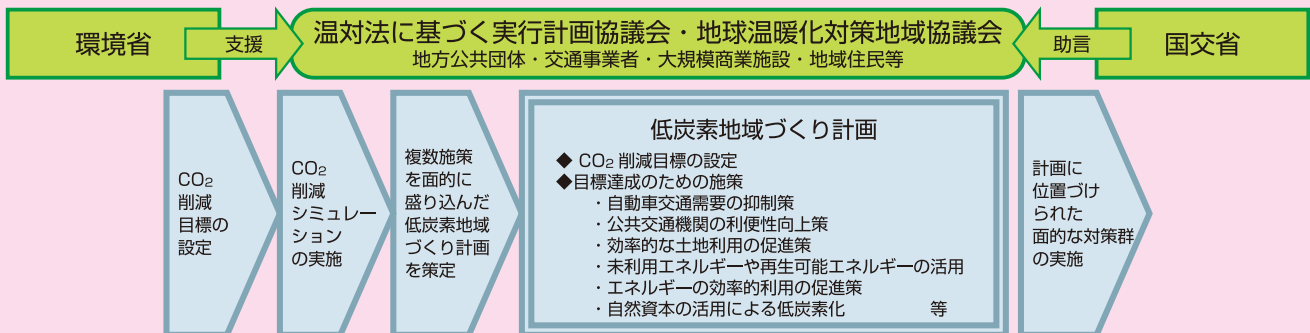 環境省
支援
温対法に基づく実行計画協議会・地球温暖化対策地域協議会
地方公共団体・交通事業者・大規模商業施設・地域住民等
助言
国交省
CO₂
削減
目標の
設定
CO₂
削減
シミュレー
ション
の実施
複数施策
を面的に
盛り込んだ
低炭素地域
づくり計画
を策定
低炭素地域づくり計画
◆ CO₂ 削減目標の設定
◆目標達成のための施策
・自動車交通需要の抑制策
・公共交通機関の利便性向上策
・効率的な土地利用の促進策
・未利用エネルギーや再生可能エネルギーの活用
・エネルギーの効率的利用の促進策
・自然資本の活用による低炭素化 等
計画に
位置づけ
られた
面的な対策群
の実施